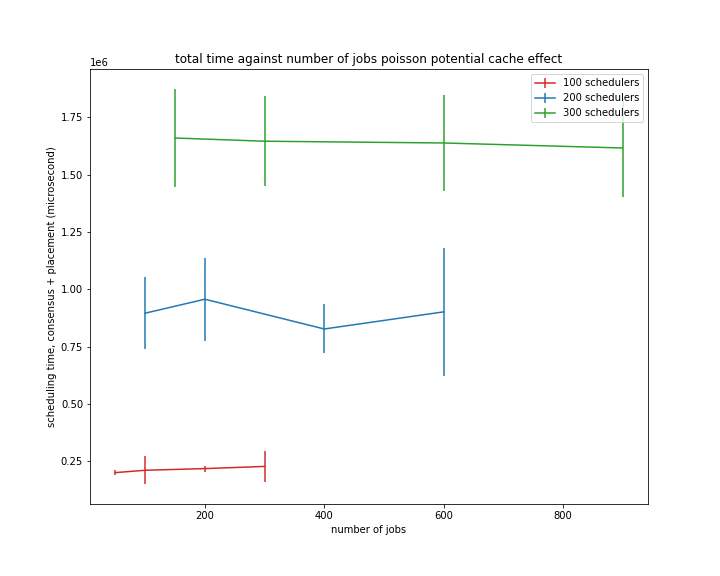 total time against number of jobs poisson potential cache effect
1e6
100 schedulers
200 schedulers
300 schedulers
1.75
1.50
1.25
1.00
0.75
0.50
0.25
scheduling time, consensus + placement (microsecond)
200 400 600 800
number of jobs